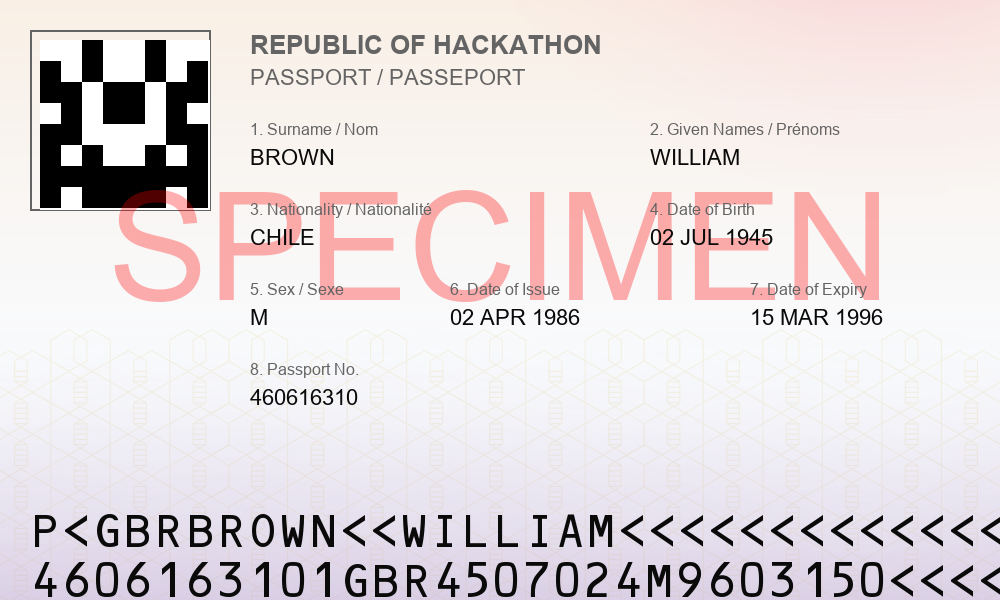 REPUBLIC OF HACKATHON
PASSPORT / PASSEPORT
1. Surname / Nom
2. Given Names / Prénoms
BROWN
WILLIAM
SPECIMEN
3. Nationality / Nationalité
4. Date of Birth
CHILE
02 JUL 1945
5. Sex / Sexe
6. Date of Issue
7. Date of Expiry
M
02 APR 1986
15 MAR 1996
8. Passport No.
460616310
P<GBRBROWN<<WILLIAM<<<<<<<<<<<<<
4606163101GBR4507024M9603150<<<<